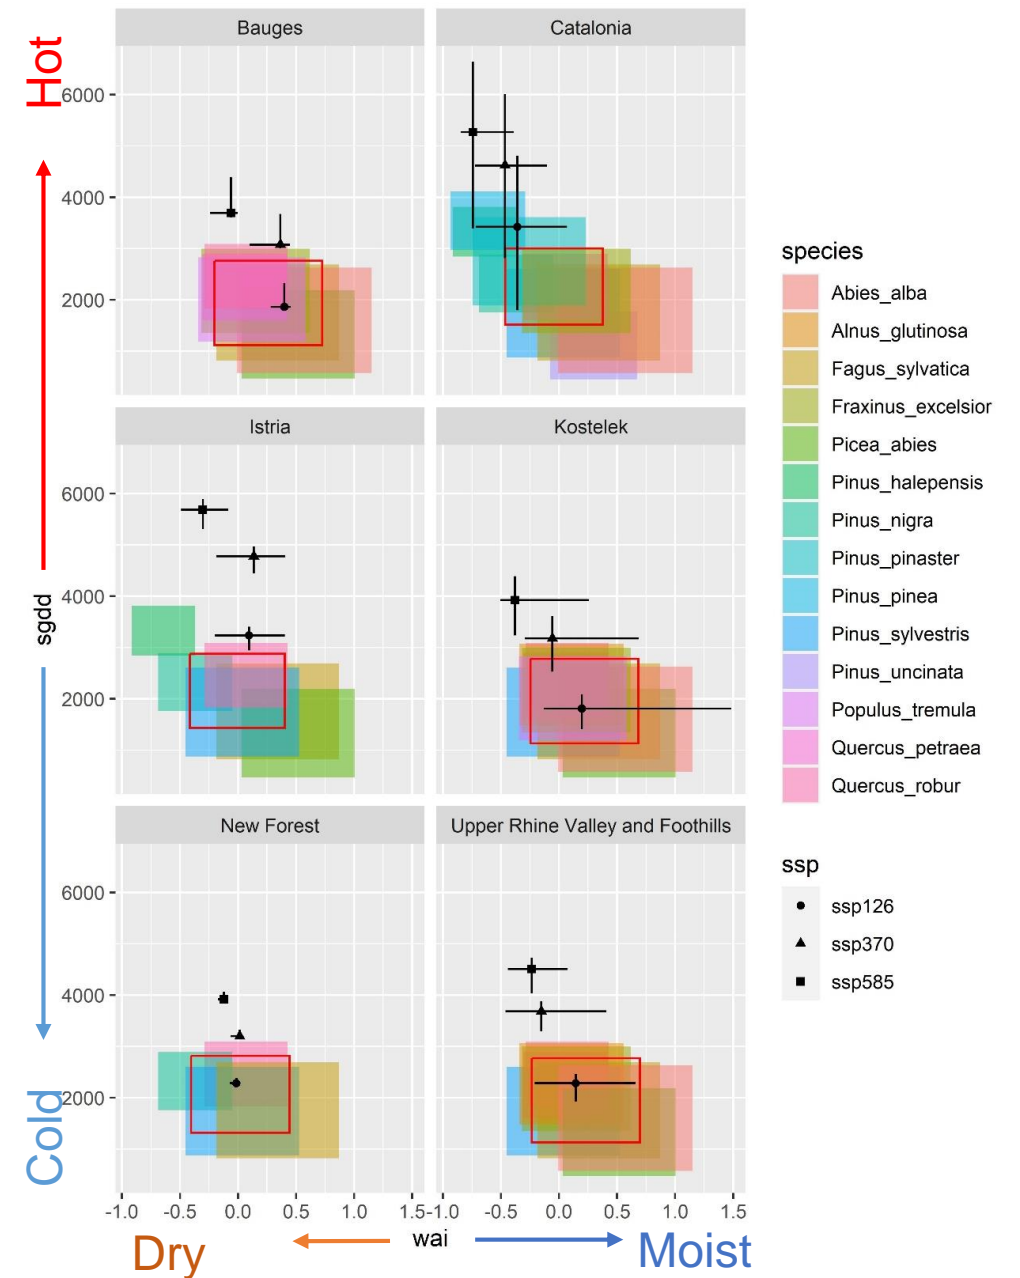 Hot
Bauges
Catalonia
6000
4000
2000
Istria
Kostelek
6000
4000
2000
sgdd
New Forest
Upper Rhine Valley and Foothills
6000
4000
2000
Cold
-1.0 -0.5 0.0 0.5 1.0 1.5
-1.0 -0.5 0.0 0.5 1.0 1.5
Dry
wai
Moist
species
Abies_alba
Alnus_glutinosa
Fagus_sylvatica
Fraxinus_excelsior
Picea_abies
Pinus_halepensis
Pinus_nigra
Pinus_pinaster
Pinus_pinea
Pinus_sylvestris
Pinus_uncinata
Populus_tremula
Quercus_petraea
Quercus_robur
ssp
ssp126
ssp370
ssp585